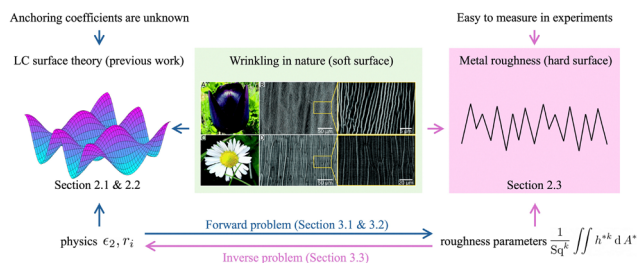 Anchoring coefficients are unknown
Easy to measure in experiments
LC surface theory (previous work)
Wrinkling in nature (soft surface)
Metal roughness (hard surface)
Section 2.1 & 2.2
Section 2.3
Forward problem (Section 3.1 & 3.2)
physics ϵ₂, rᵢ
roughness parameters, 1/Sqᵏ ∬ h*ᵏ d A*
Inverse problem (Section 3.3)